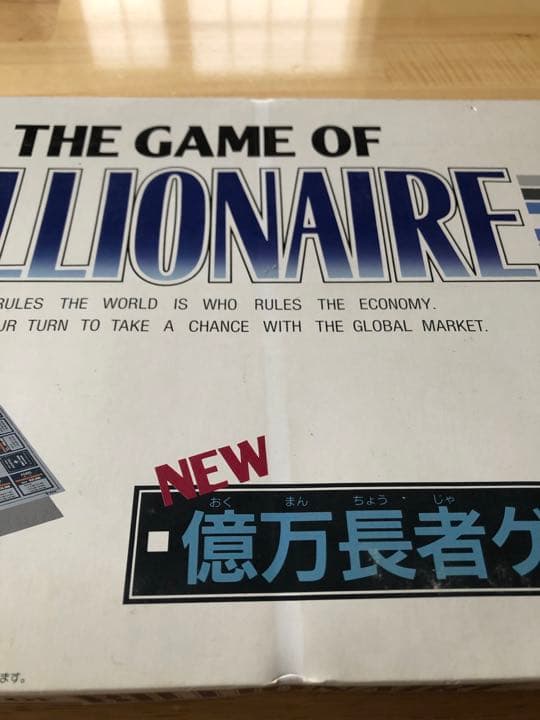 THE GAME OF
LLIONAIRE
RULES THE WORLD IS WHO RULES THE ECONOMY.
UR TURN TO TAKE A CHANCE WITH THE GLOBAL MARKET.
NEW
おく まん ちょう・じゃ
億万長者ゲ
ます。